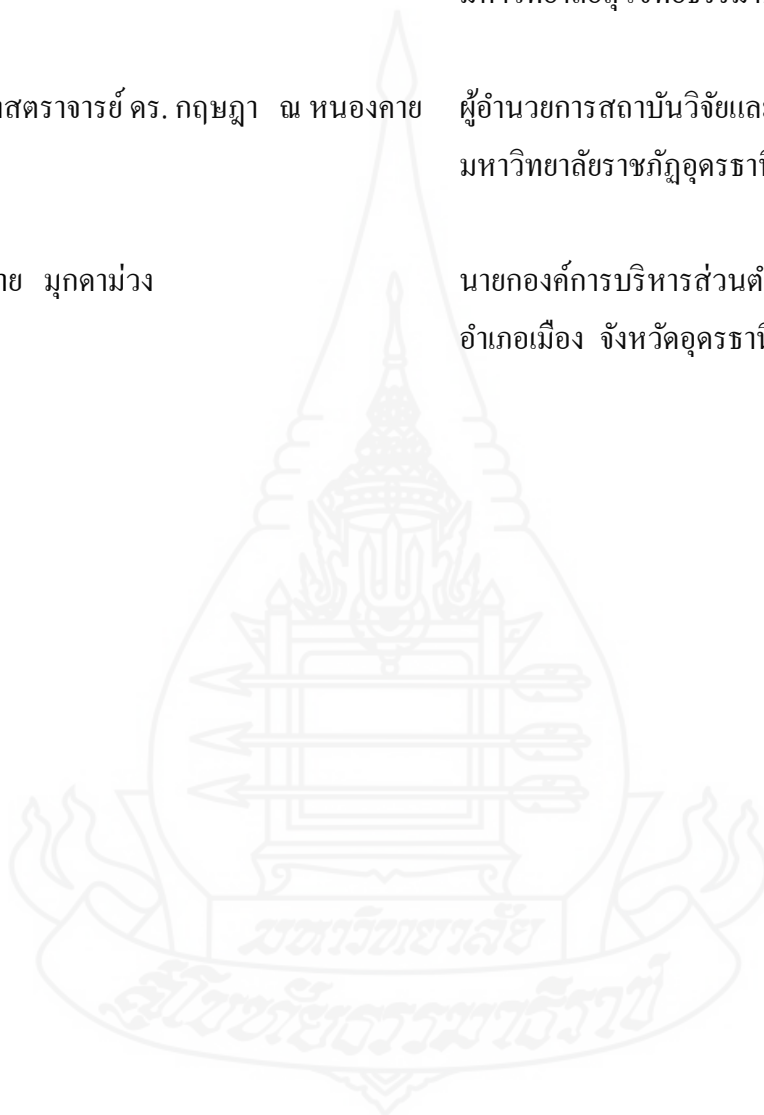 มหาวิทยาลัยสุโขทัยธรรมา
าสตราจารย์ ดร. กฤษฎา ณ หนองคาย ผู้อำนวยการสถาบันวิจัยและ
มหาวิทยาลัยราชภัฏอุดรธานี
าย มุกดาม่วง นายกองค์การบริหารส่วนตำ
อำเภอเมือง จังหวัดอุดรธานี
มหาวิทยาลัย
สุโขทัยธรรมาธิราช